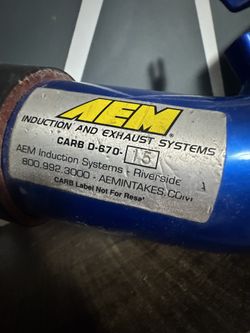 AEM®
INDUCTION AND EXHAUST SYSTEMS
CARB D-670- 15
AEM Induction Systems - Riverside A
800.992.3000 - AEMINTAKES.COM
CARB Label Not For Resa